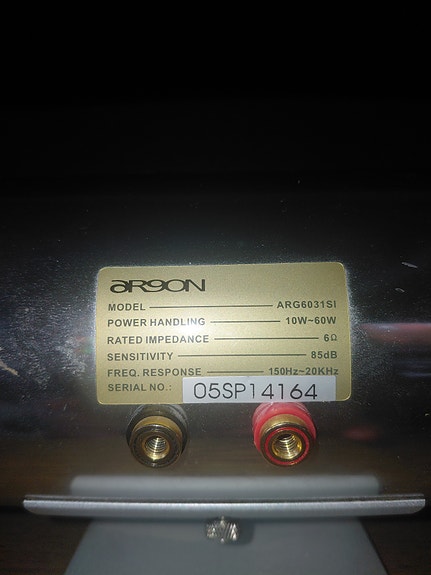 ARGON
MODEL ARG6031SI
POWER HANDLING 10W~60W
RATED IMPEDANCE 6Ω
SENSITIVITY 85dB
FREQ. RESPONSE 150Hz~20KHz
SERIAL NO.: 05SP14164